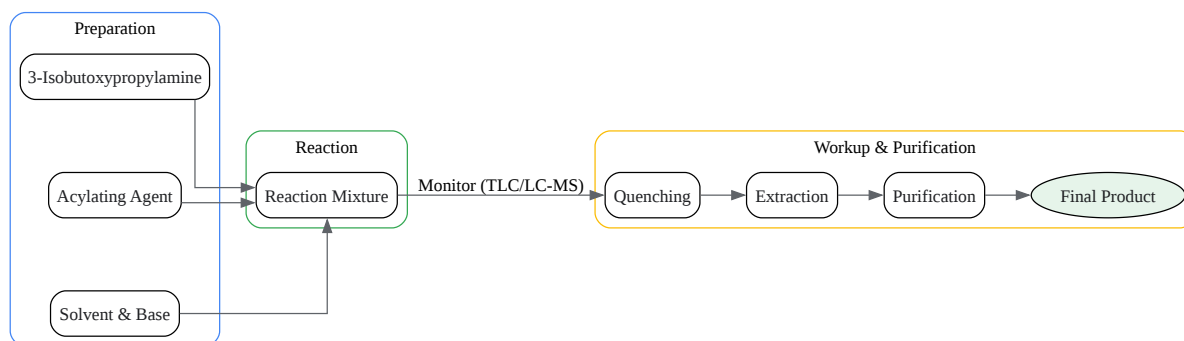 Preparation
3-Isobutoxypropylamine
Acylating Agent
Solvent & Base
Reaction
Reaction Mixture
Monitor (TLC/LC-MS)
Workup & Purification
Quenching
Extraction
Purification
Final Product